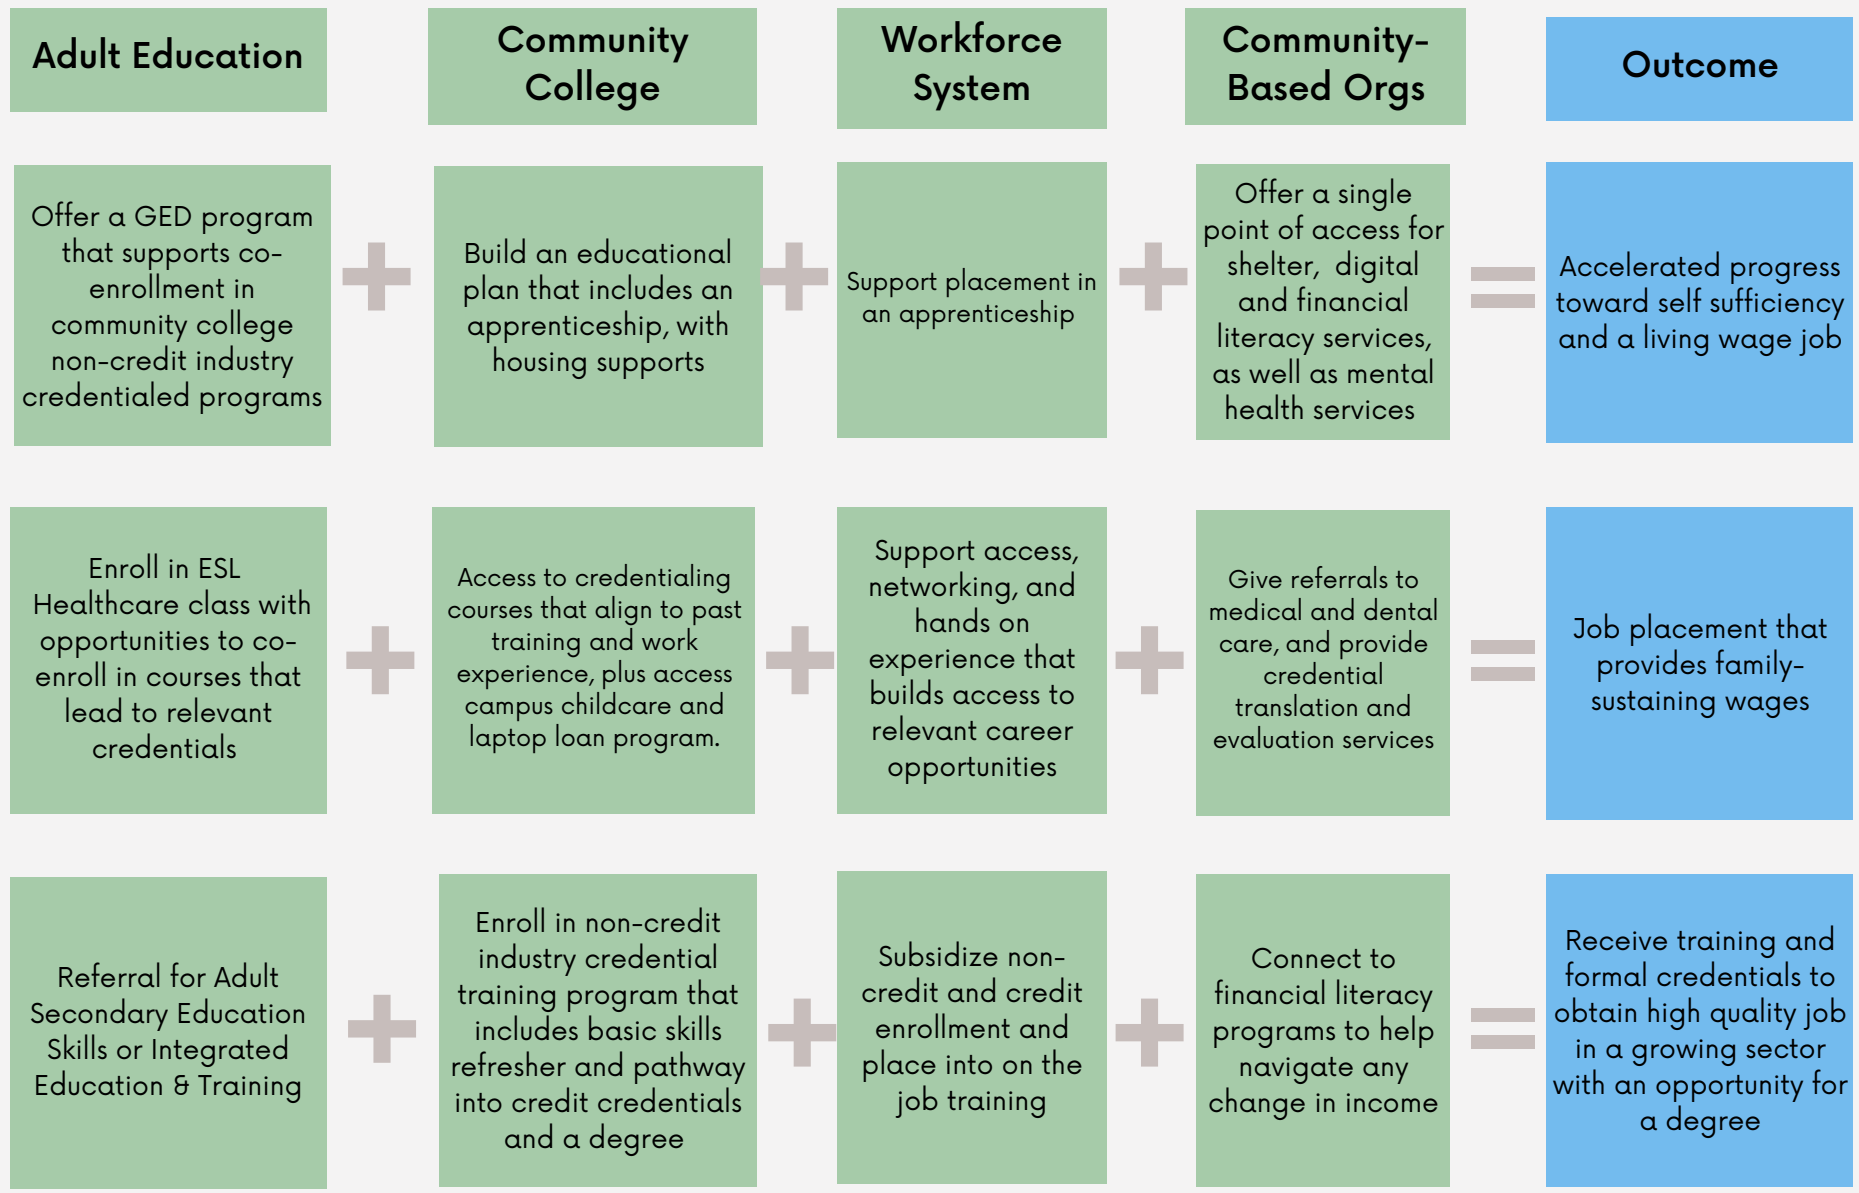 Adult Education
Community
College
Workforce
System
Community-
Based Orgs
Outcome
Offer a GED program
that supports co-
enrollment in
community college
non-credit industry
credentialed programs
Build an educational
plan that includes an
apprenticeship, with
housing supports
Support placement in
an apprenticeship
Offer a single
point of access for
shelter, digital
and financial
literacy services,
as well as mental
health services
Accelerated progress
toward self sufficiency
and a living wage job
Enroll in ESL
Healthcare class with
opportunities to co-
enroll in courses that
lead to relevant
credentials
Access to credentialing
courses that align to past
training and work
experience, plus access
campus childcare and
laptop loan program.
Support access,
networking, and
hands on
experience that
builds access to
relevant career
opportunities
Give referrals to
medical and dental
care, and provide
credential
translation and
evaluation services
Job placement that
provides family-
sustaining wages
Referral for Adult
Secondary Education
Skills or Integrated
Education & Training
Enroll in non-credit
industry credential
training program that
includes basic skills
refresher and pathway
into credit credentials
and a degree
Subsidize non-
credit and credit
enrollment and
place into on the
job training
Connect to
financial literacy
programs to help
navigate any
change in income
Receive training and
formal credentials to
obtain high quality job
in a growing sector
with an opportunity for
a degree